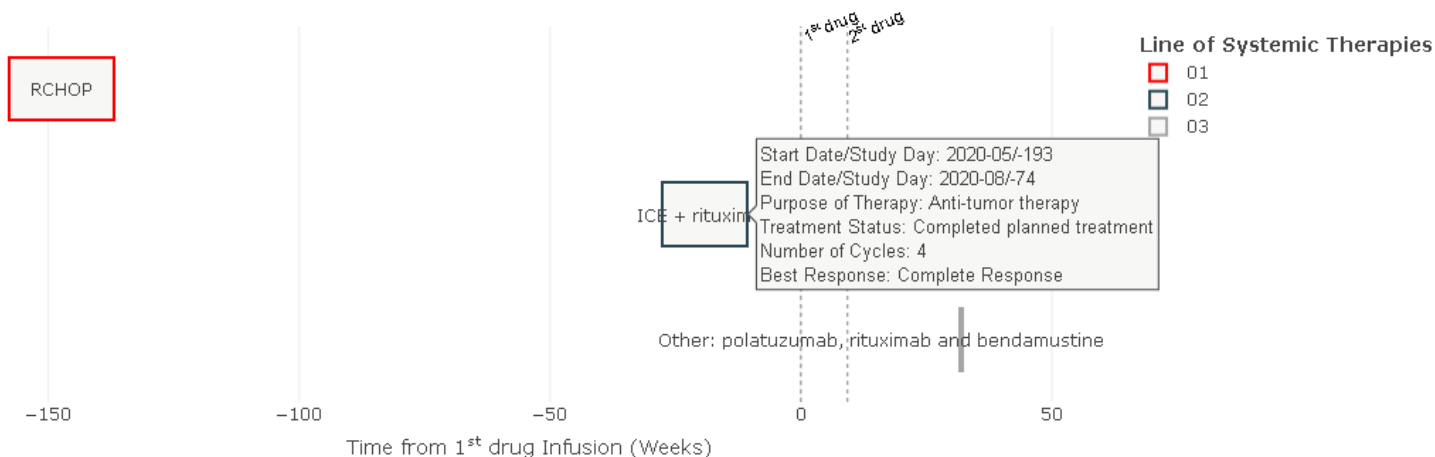 1st drug
2st drug
Line of Systemic Therapies
01
02
03
RCHOP
Start Date/Study Day: 2020-05/-193
End Date/Study Day: 2020-08/-74
Purpose of Therapy: Anti-tumor therapy
Treatment Status: Completed planned treatment
Number of Cycles: 4
Best Response: Complete Response
ICE + rituxim
Other: polatuzumab, rituximab and bendamustine
−150
−100
−50
0
50
Time from 1st drug Infusion (Weeks)